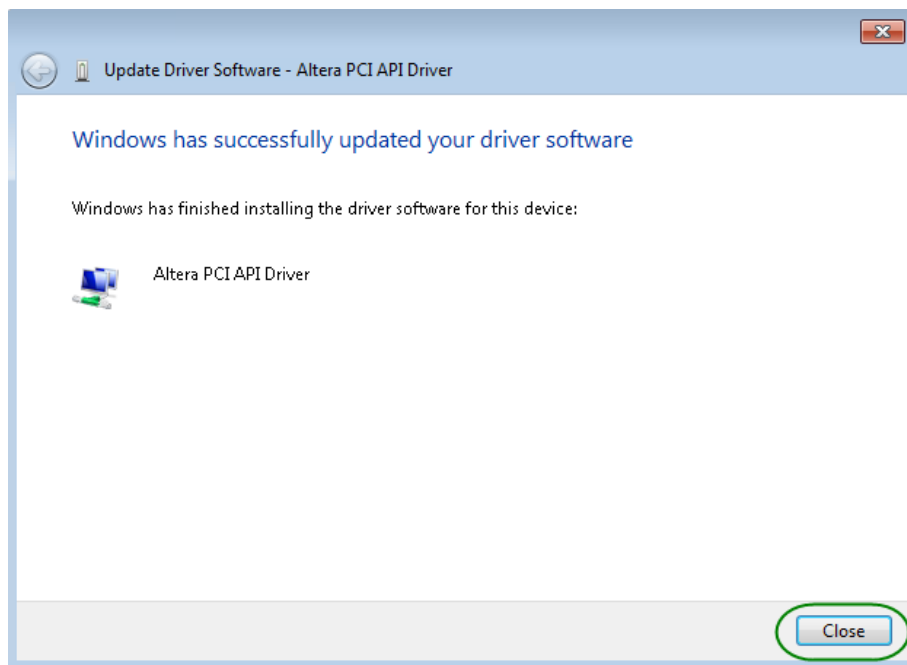 Update Driver Software - Altera PCI API Driver
Windows has successfully updated your driver software
Windows has finished installing the driver software for this device:
Altera PCI API Driver
Close